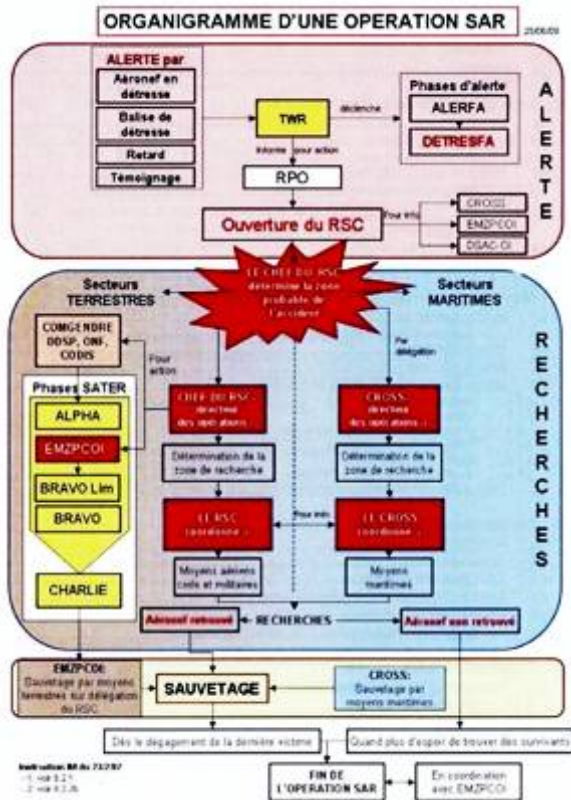 ORGANIGRAMME D'UNE OPERATION SAR
ALERTE par
Aéronef en
détresse
Balise de
détresse
Retard
Témoignage
TWR
déclenche
Phases d'alerte
ALERFA
DETRESFA
Informe pour action
RPO
Ouverture du RSC
Pour info
CROSS
EMZPCOI
DSAC-OI
ALERTE
LE CHEF DU RSC
détermine la zone
probable de
l'accident
Secteurs
TERRESTRES
Secteurs
MARITIMES
COMGENDRE
DDSP, ONF,
CODIS
Pour
action
Par
délégation
Phases SATER
ALPHA
EMZPCOI
BRAVO Lim
BRAVO
CHARLIE
CHEF DU RSC:
directeur
des opérations
CROSS:
directeur
des opérations
Détermination de la
zone de recherche
Détermination de la
zone de recherche
LE RSC
coordonne
Pour info
LE CROSS
coordonne
Moyens aériens
civils et militaires
Moyens
maritimes
RECHERCHES
Aéronef retrouvé
RECHERCHES
Aéronef non retrouvé
EMZPCOI:
Sauvetage par moyens
terrestres sur délégation
du RSC
SAUVETAGE
CROSS:
Sauvetage par
moyens maritimes
Dès le dégagement de la dernière victime
Quand plus d'espoir de trouver des survivants
FIN DE
L'OPERATION SAR
En coordination
avec EMZPCOI